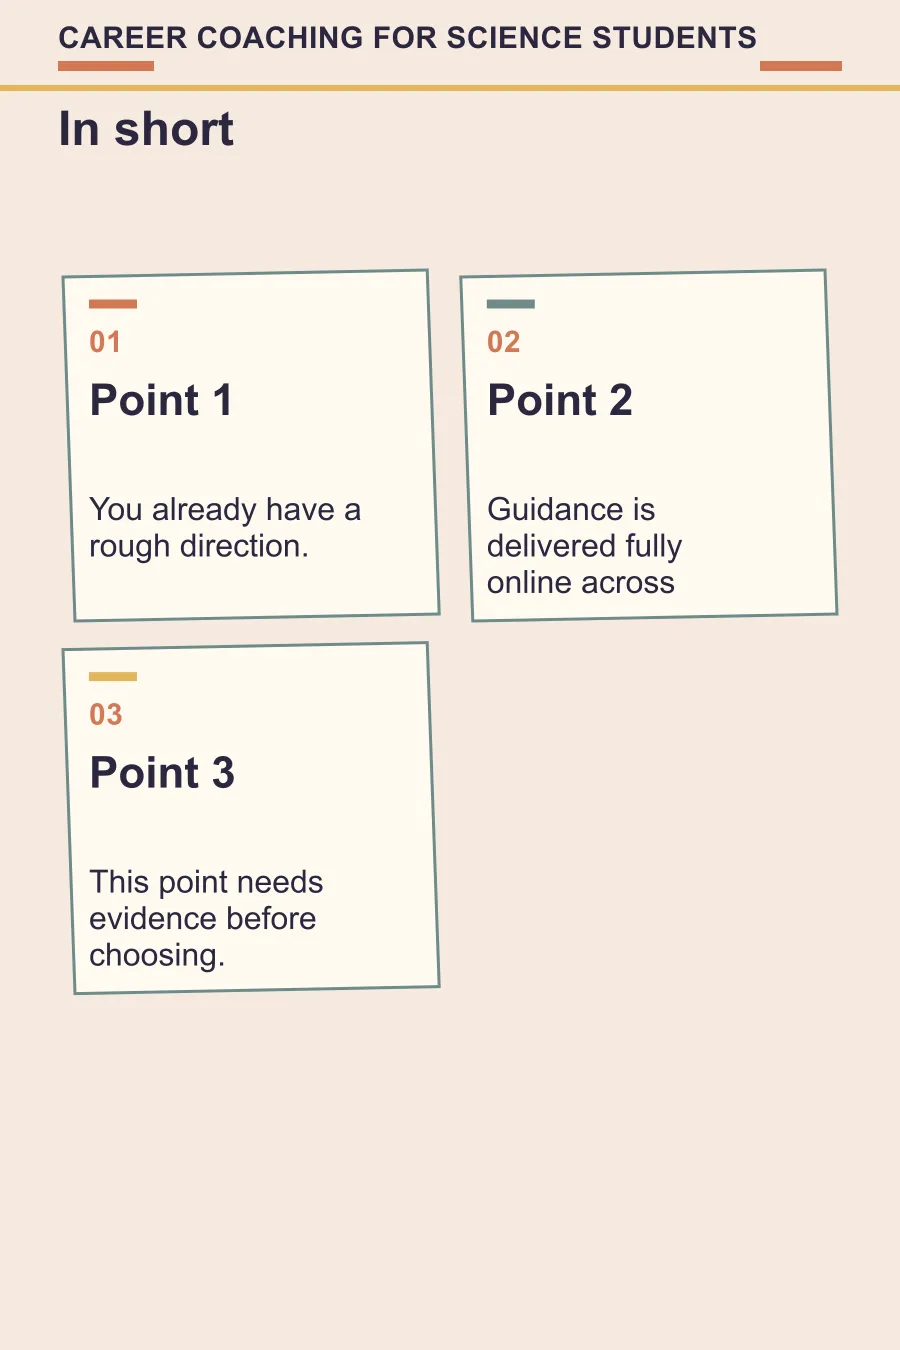 CAREER COACHING FOR SCIENCE STUDENTS
In short
01
Point 1
You already have a
rough direction.
02
Point 2
Guidance is
delivered fully
online across
03
Point 3
This point needs
evidence before
choosing.